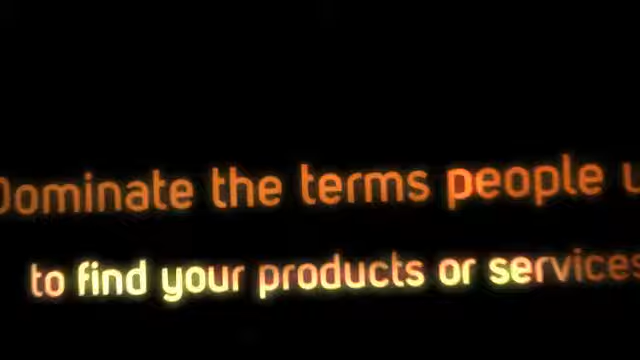 Dominate the terms people u
to find your products or services